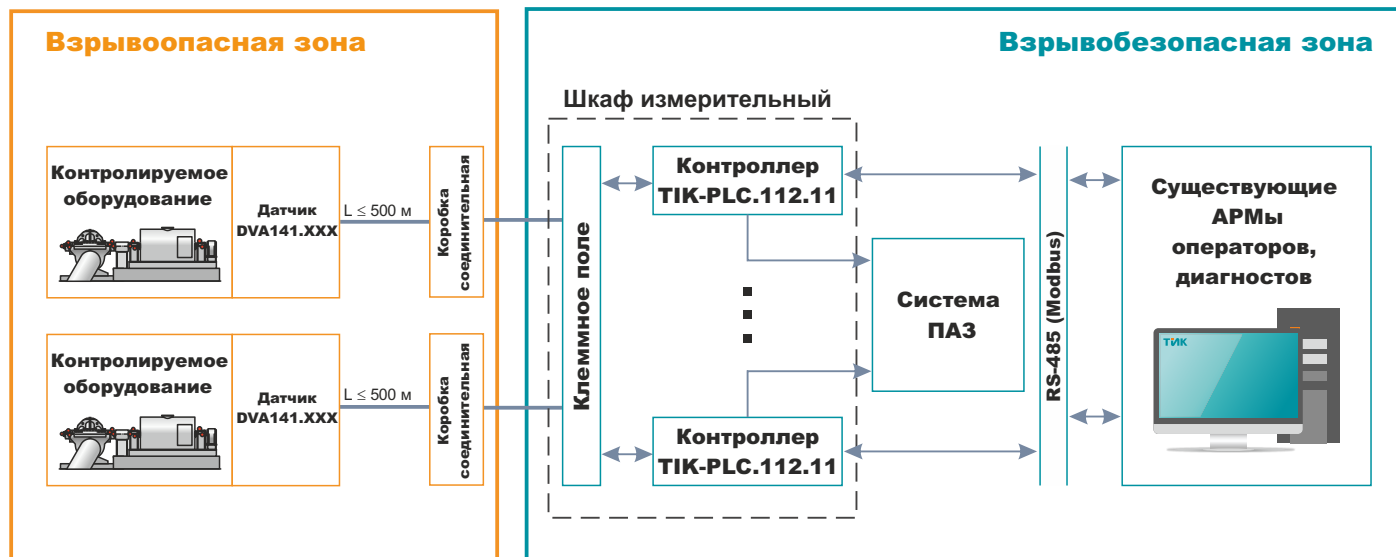 Взрывоопасная зона
Взрывобезопасная зона
Шкаф измерительный
Контролируемое
оборудование
Датчик
DVA141.XXX
L ≤ 500 м
Коробка
соединительная
Контролируемое
оборудование
Датчик
DVA141.XXX
L ≤ 500 м
Коробка
соединительная
Клеммное поле
Контроллер
TIK-PLC.112.11
Контроллер
TIK-PLC.112.11
Система
ПАЗ
RS-485 (Modbus)
Существующие
АРМы
операторов,
диагностов
ТИК